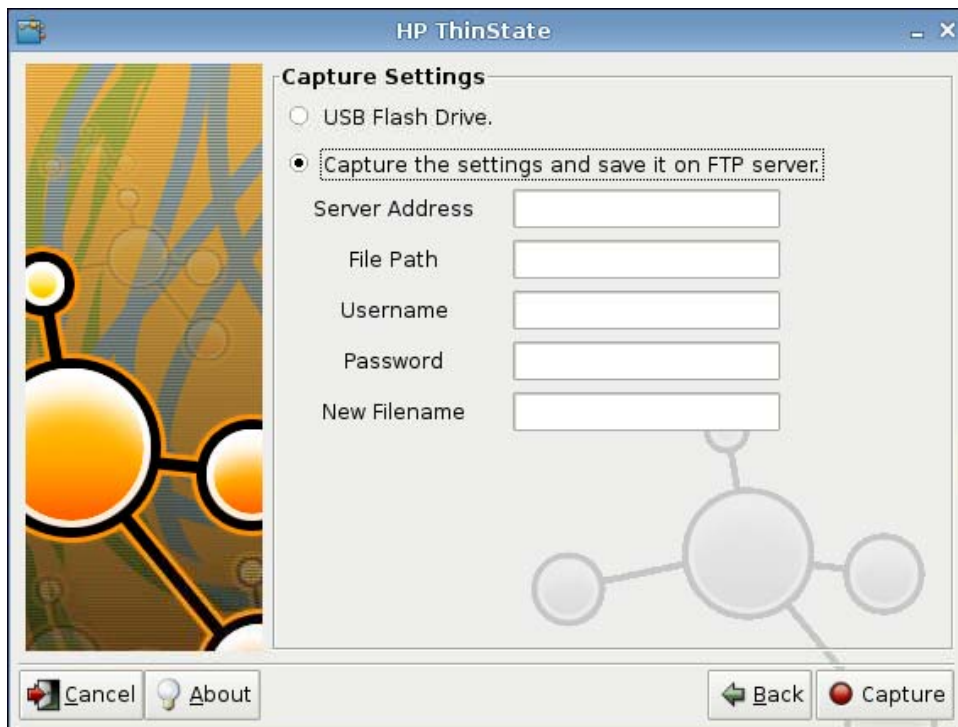 HP ThinState
Capture Settings
USB Flash Drive.
Capture the settings and save it on FTP server.
Server Address
File Path
Username
Password
New Filename
Cancel
About
Back
Capture